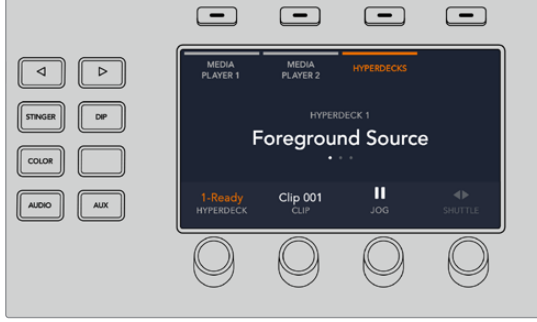 MEDIA
PLAYER 1
MEDIA
PLAYER 2
HYPERDECKS
HYPERDECK 1
Foreground Source
STINGER
DIP
COLOR
AUDIO
AUX
1-Ready
HYPERDECK
Clip 001
CLIP
JOG
SHUTTLE